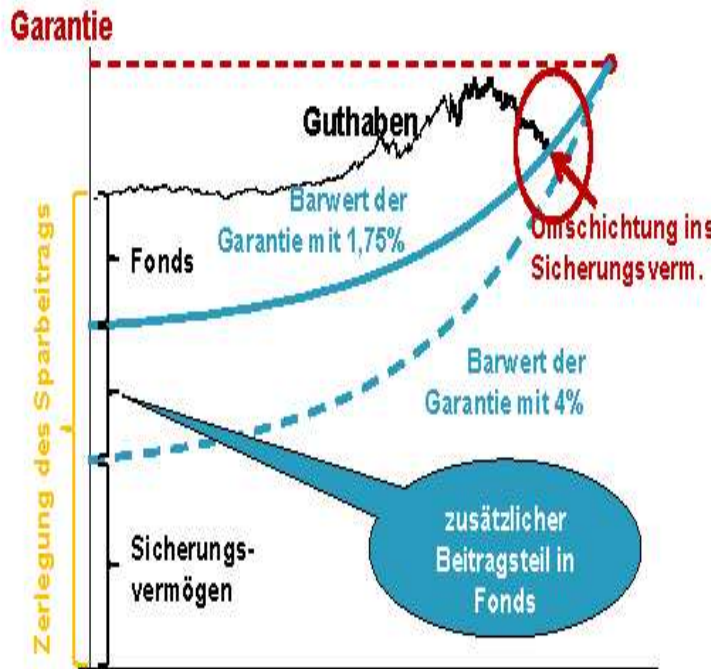 Garantie
Guthaben
Barwert der
Garantie mit 1,75%
Fonds
Umschichtung ins
Sicherungsverm.
Barwert der
Garantie mit 4%
Zerlegung des Sparbeitrags
zusätzlicher
Beitragsteil in
Fonds
Sicherungs-
vermögen